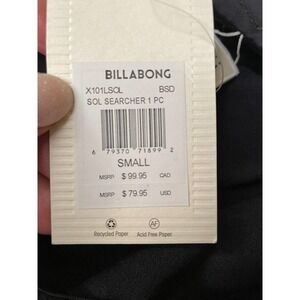 BILLABONG
X101LSOL BSD
SOL SEARCHER 1 PC
6 79370 71899 2
SMALL
MSRP $ 99.95 CAD
MSRP $ 79.95 USD
AF
Recycled Paper Acid Free Paper